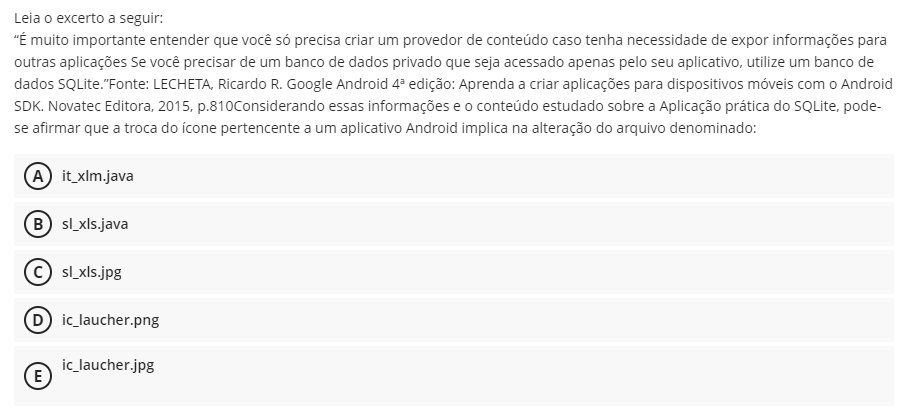 Leia o excerto a seguir:
“É muito importante entender que você só precisa criar um provedor de conteúdo caso tenha necessidade de expor informações para
outras aplicações Se você precisar de um banco de dados privado que seja acessado apenas pelo seu aplicativo, utilize um banco de
dados SQLite.”Fonte: LECHETA, Ricardo R. Google Android 4ª edição: Aprenda a criar aplicações para dispositivos móveis com o Android
SDK. Novatec Editora, 2015, p.810Considerando essas informações e o conteúdo estudado sobre a Aplicação prática do SQLite, pode-
se afirmar que a troca do ícone pertencente a um aplicativo Android implica na alteração do arquivo denominado:
A it_xlm.java
B sl_xls.java
C sl_xls.jpg
D ic_laucher.png
E ic_laucher.jpg